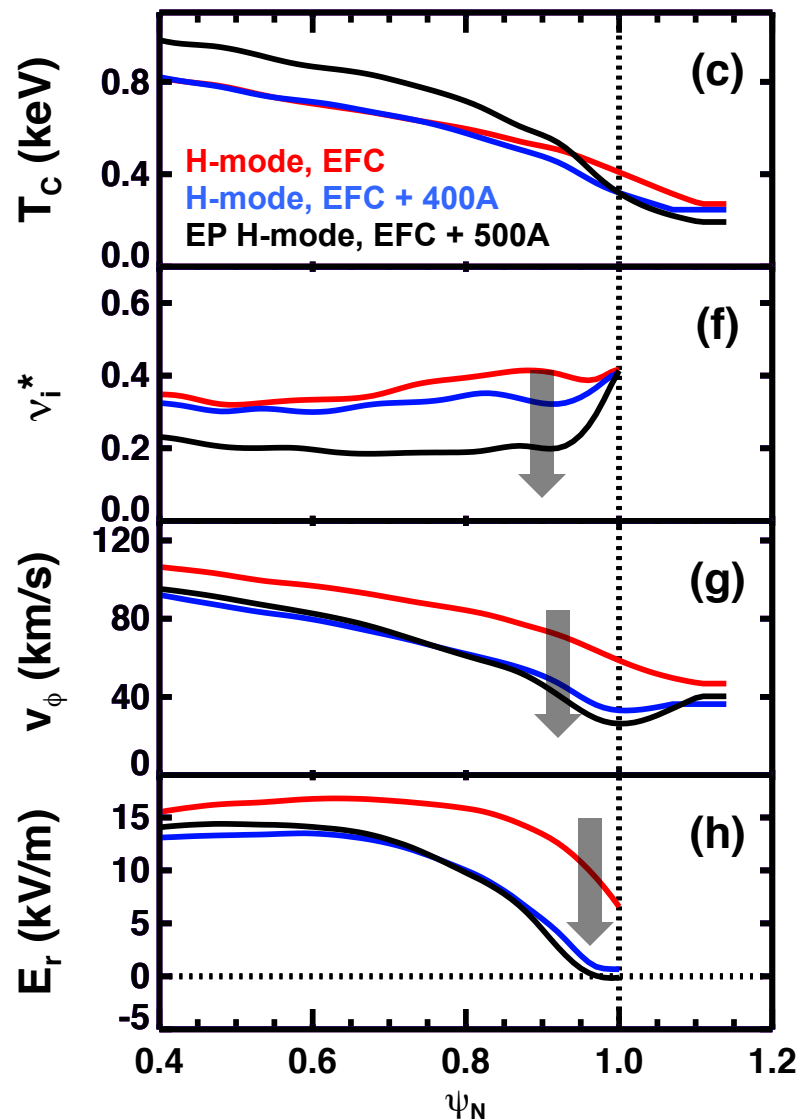 (c)
0.8
0.4
0.0
T_C (keV)
H-mode, EFC
H-mode, EFC + 400A
EP H-mode, EFC + 500A
(f)
0.6
0.4
0.2
0.0
ν_i*
(g)
120
80
40
0
v_ϕ (km/s)
(h)
15
10
5
0
-5
E_r (kV/m)
0.4 0.6 0.8 1.0 1.2
ψ_N